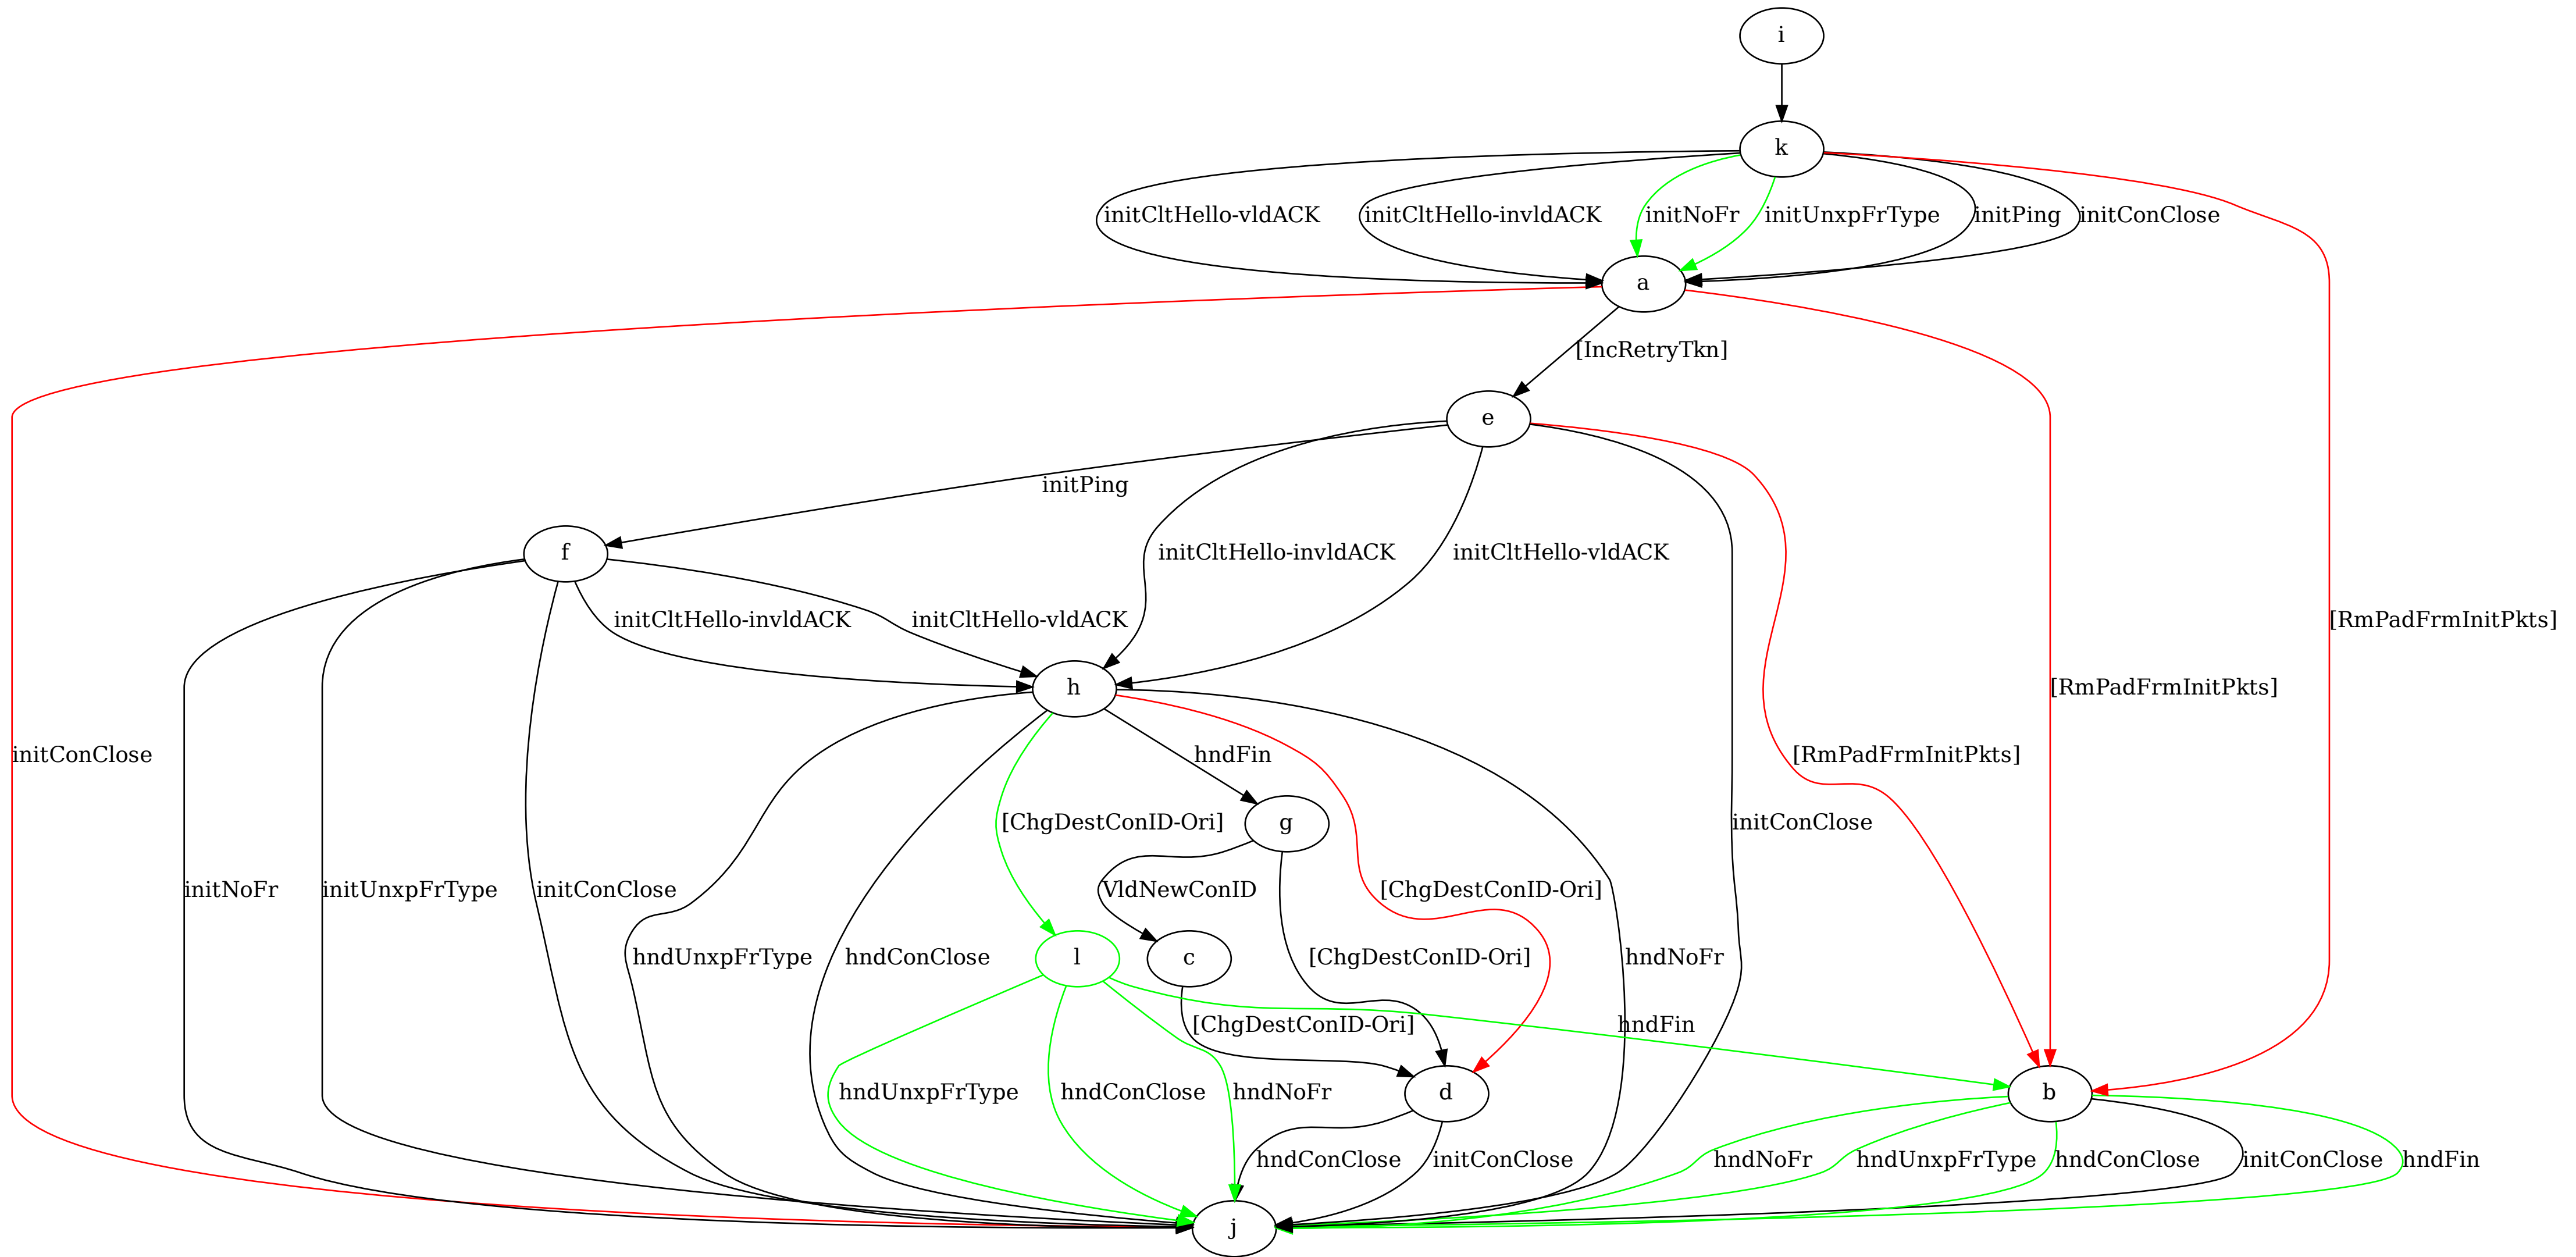 i
k
initCltHello-vldACK
initCltHello-invldACK
initNoFr
initUnxpFrType
initPing
initConClose
a
[IncRetryTkn]
e
initPing
f
initCltHello-invldACK
initCltHello-vldACK
initCltHello-invldACK
initCltHello-vldACK
[RmPadFrmInitPkts]
h
[RmPadFrmInitPkts]
initConClose
hndFin
[RmPadFrmInitPkts]
[ChgDestConID-Ori]
g
initConClose
initNoFr
initUnxpFrType
initConClose
VldNewConID
[ChgDestConID-Ori]
hndUnxpFrType
hndConClose
l
c
[ChgDestConID-Ori]
hndNoFr
[ChgDestConID-Ori]
hndFin
hndUnxpFrType
hndConClose
hndNoFr
d
b
hndConClose
initConClose
hndNoFr
hndUnxpFrType
hndConClose
initConClose
hndFin
j